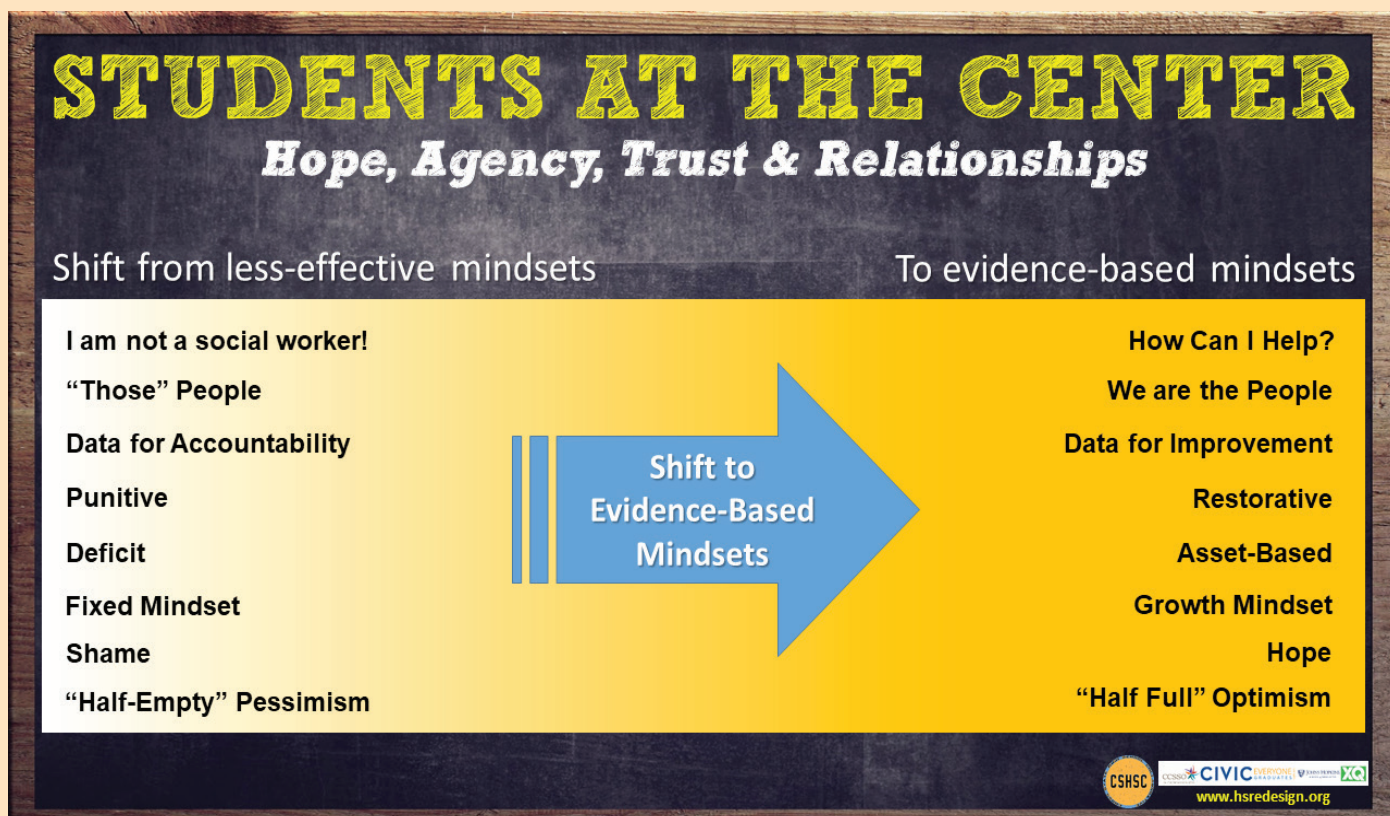 STUDENTS AT THE CENTER
Hope, Agency, Trust & Relationships
Shift from less-effective mindsets
To evidence-based mindsets
I am not a social worker!
How Can I Help?
“Those” People
We are the People
Data for Accountability
Data for Improvement
Punitive
Restorative
Deficit
Asset-Based
Fixed Mindset
Growth Mindset
Shame
Hope
“Half-Empty” Pessimism
“Half Full” Optimism
Shift to
Evidence-Based
Mindsets
CSHSC
CCSSO
CIVIC
EVERYONE
GRADUATES
JOHNS HOPKINS
XQ
www.hsredesign.org